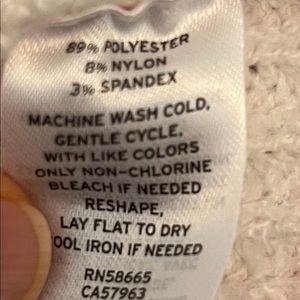 89% POLYESTER
8% NYLON
3% SPANDEX
MACHINE WASH COLD,
GENTLE CYCLE,
WITH LIKE COLORS
ONLY NON-CHLORINE
BLEACH IF NEEDED
RESHAPE,
LAY FLAT TO DRY
OOL IRON IF NEEDED
RN58665
CA57963